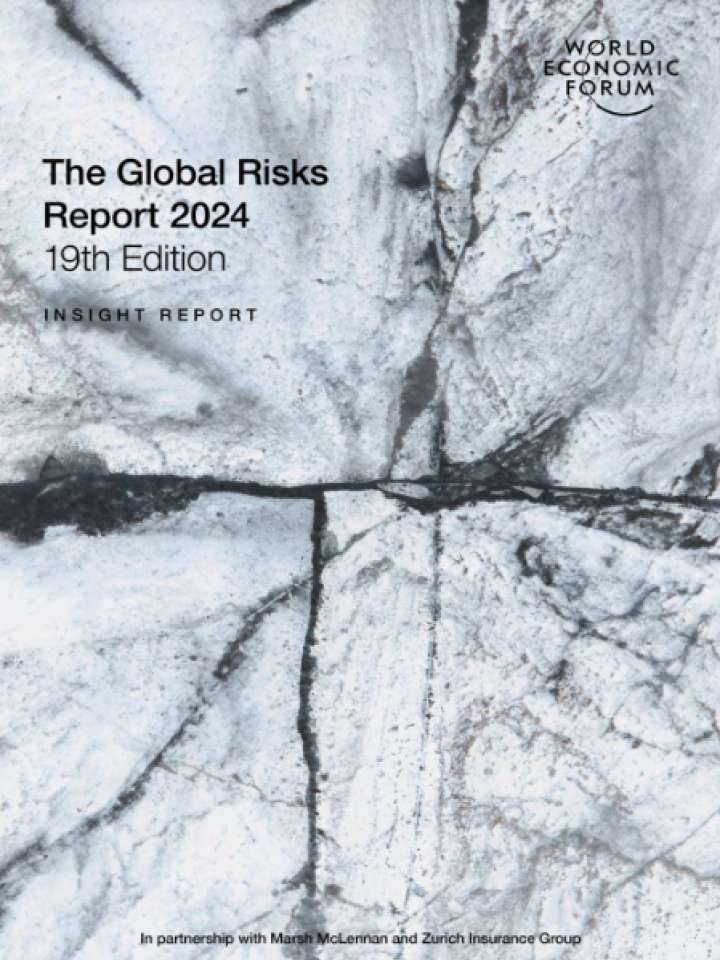 WORLD
ECONOMIC
FORUM
The Global Risks
Report 2024
19th Edition
INSIGHT REPORT
In partnership with Marsh McLennan and Zurich Insurance Group